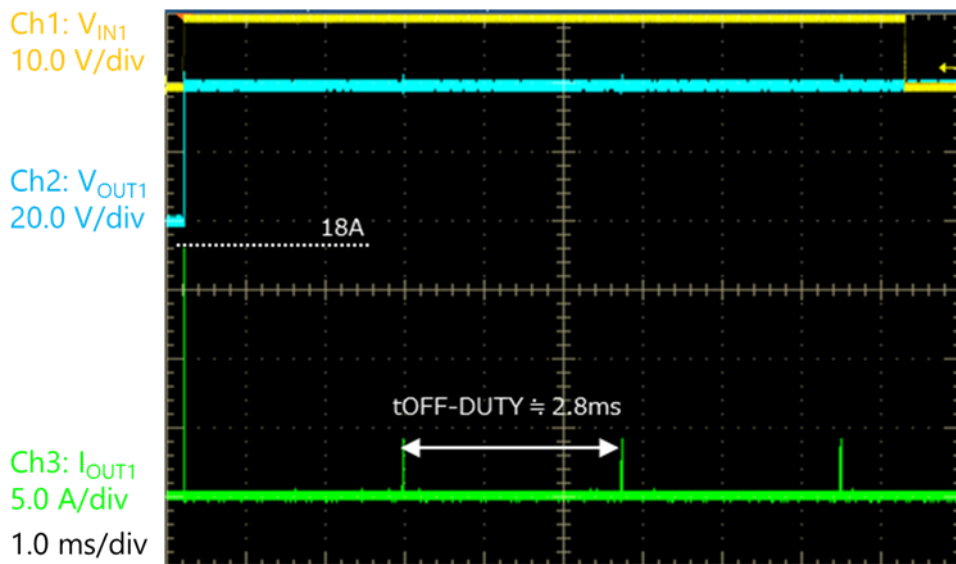 Ch1: VIN1
10.0 V/div
Ch2: VOUT1
20.0 V/div
18A
tOFF-DUTY ≒ 2.8ms
Ch3: IOUT1
5.0 A/div
1.0 ms/div